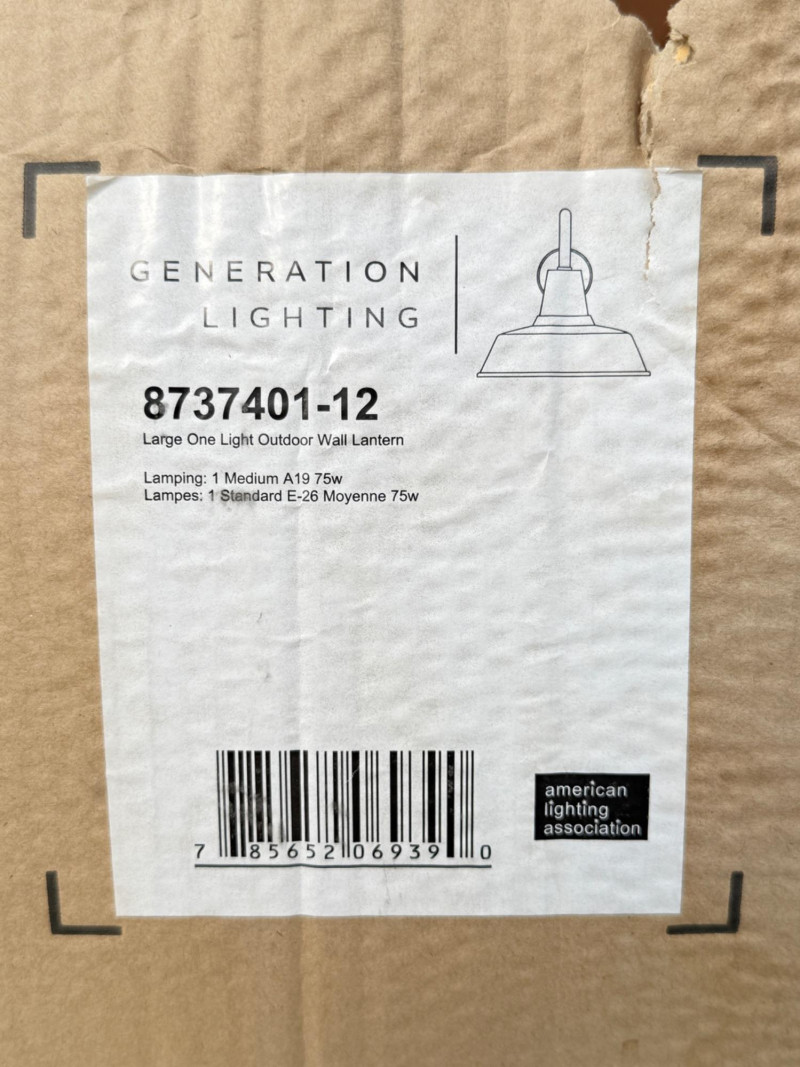 GENERATION
LIGHTING
8737401-12
Large One Light Outdoor Wall Lantern
Lamping: 1 Medium A19 75w
Lampes: 1 Standard E-26 Moyenne 75w
7 85652 06939 0
american
lighting
association